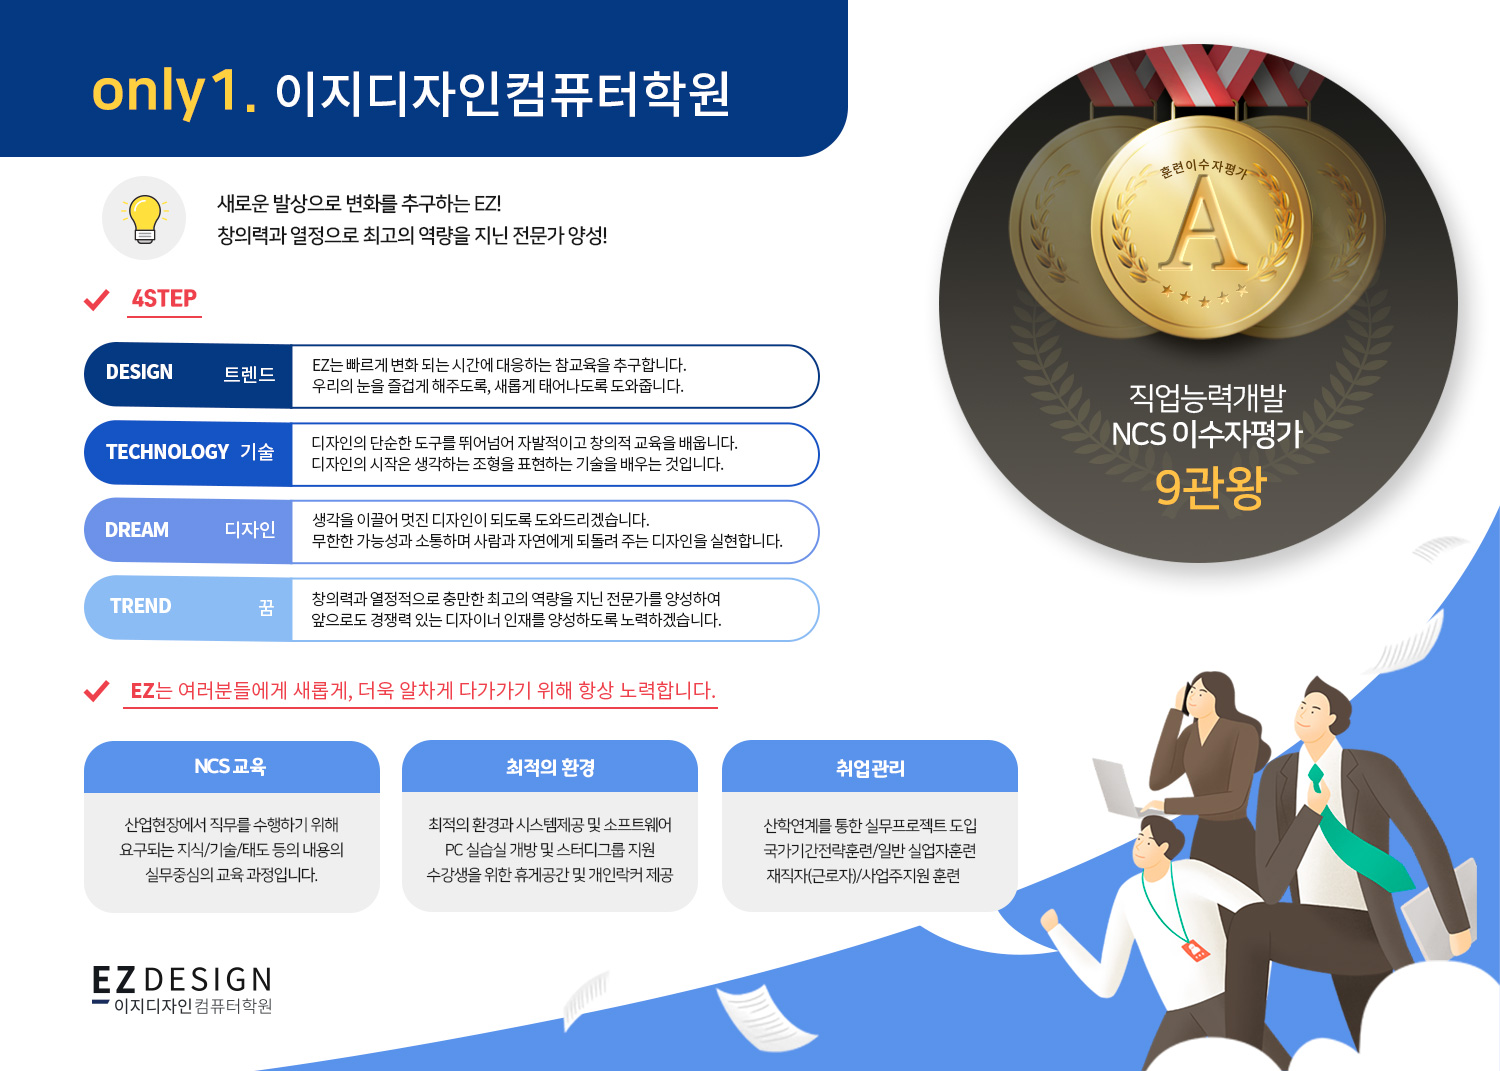 only1. 이지디자인컴퓨터학원
새로운 발상으로 변화를 추구하는 EZ!
창의력과 열정으로 최고의 역량을 지닌 전문가 양성!
4STEP
DESIGN 트렌드
EZ는 빠르게 변화 되는 시간에 대응하는 참교육을 추구합니다.
우리의 눈을 즐겁게 해주도록, 새롭게 태어나도록 도와줍니다.
TECHNOLOGY 기술
디자인의 단순한 도구를 뛰어넘어 자발적이고 창의적 교육을 배웁니다.
디자인의 시작은 생각하는 조형을 표현하는 기술을 배우는 것입니다.
DREAM 디자인
생각을 이끌어 멋진 디자인이 되도록 도와드리겠습니다.
무한한 가능성과 소통하며 사람과 자연에게 되돌려 주는 디자인을 실현합니다.
TREND 꿈
창의력과 열정적으로 충만한 최고의 역량을 지닌 전문가를 양성하여
앞으로도 경쟁력 있는 디자이너 인재를 양성하도록 노력하겠습니다.
훈련이수자평가
A
직업능력개발
NCS 이수자평가
9관왕
EZ는 여러분들에게 새롭게, 더욱 알차게 다가가기 위해 항상 노력합니다.
NCS 교육
산업현장에서 직무를 수행하기 위해
요구되는 지식/기술/태도 등의 내용의
실무중심의 교육 과정입니다.
최적의 환경
최적의 환경과 시스템제공 및 소프트웨어
PC 실습실 개방 및 스터디그룹 지원
수강생을 위한 휴게공간 및 개인락커 제공
취업관리
산학연계를 통한 실무프로젝트 도입
국가기간전략훈련/일반 실업자훈련
재직자(근로자)/사업주지원 훈련
EZ DESIGN
이지디자인컴퓨터학원